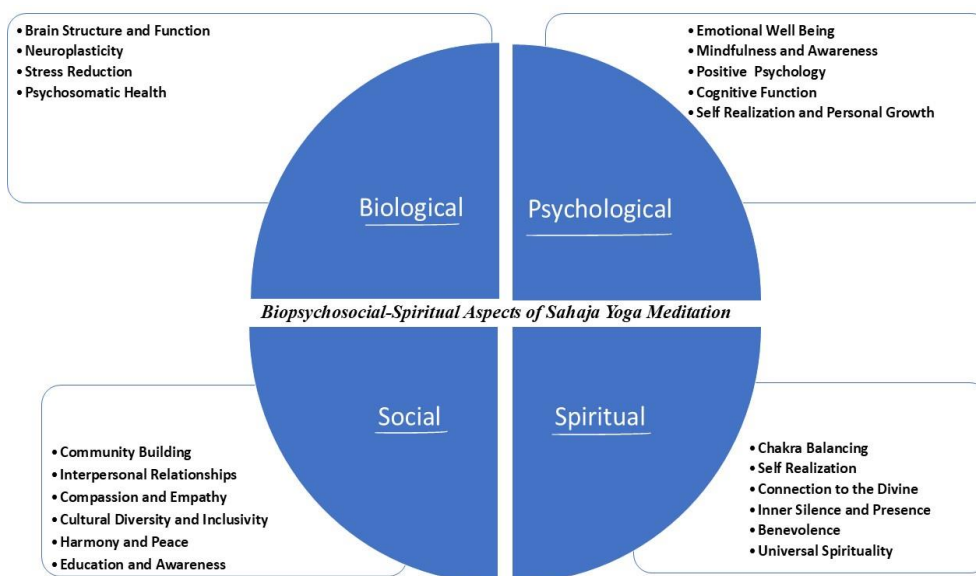 • Brain Structure and Function
• Neuroplasticity
• Stress Reduction
• Psychosomatic Health
• Emotional Well Being
• Mindfulness and Awareness
• Positive Psychology
• Cognitive Function
• Self Realization and Personal Growth
Biological
Psychological
Biopsychosocial-Spiritual Aspects of Sahaja Yoga Meditation
Social
Spiritual
• Community Building
• Interpersonal Relationships
• Compassion and Empathy
• Cultural Diversity and Inclusivity
• Harmony and Peace
• Education and Awareness
• Chakra Balancing
• Self Realization
• Connection to the Divine
• Inner Silence and Presence
• Benevolence
• Universal Spirituality